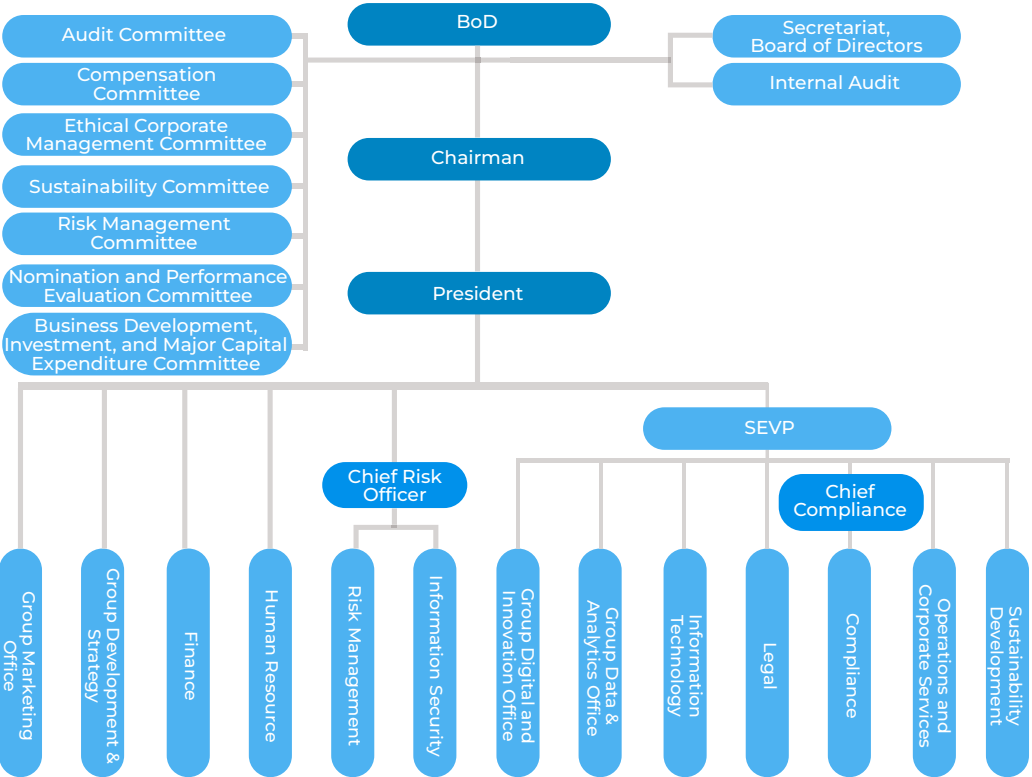 BoD
Audit Committee
Compensation
Committee
Ethical Corporate
Management Committee
Sustainability Committee
Risk Management
Committee
Nomination and Performance
Evaluation Committee
Business Development,
Investment, and Major Capital
Expenditure Committee
Secretariat,
Board of Directors
Internal Audit
Chairman
President
SEVP
Chief Risk
Officer
Chief
Compliance
Group Marketing
Office
Group Development &
Strategy
Finance
Human Resource
Risk Management
Information Security
Group Digital and
Innovation Office
Group Data &
Analytics Office
Information
Technology
Legal
Compliance
Operations and
Corporate Services
Sustainability
Development